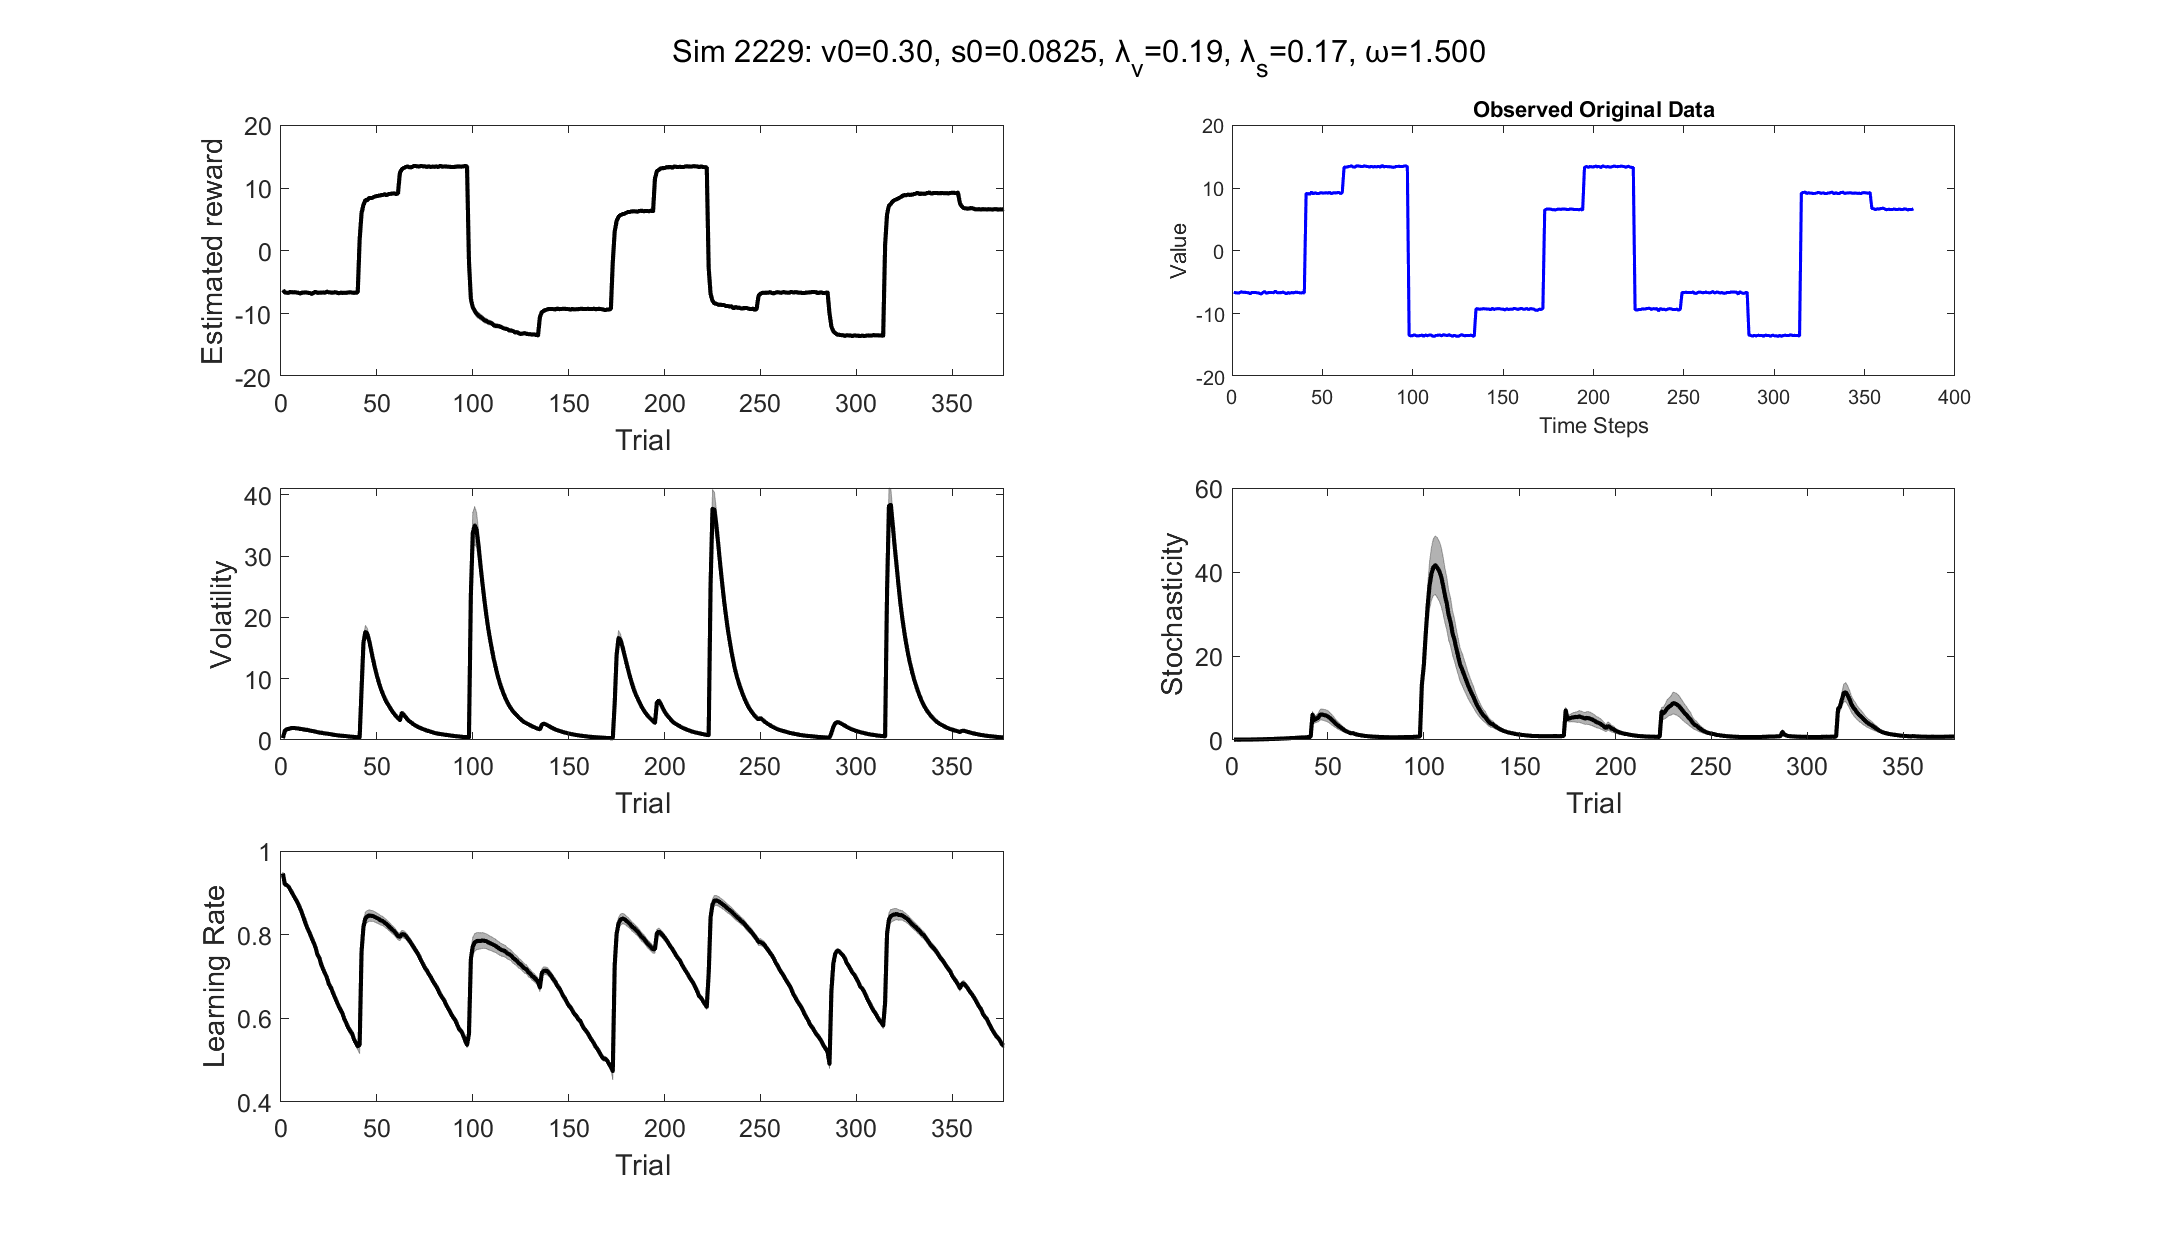 Sim 2229: v0=0.30, s0=0.0825, λ_v=0.19, λ_s=0.17, ω=1.500
Estimated reward
20
10
0
-10
-20
0 50 100 150 200 250 300 350
Trial
Observed Original Data
Value
20
10
0
-10
-20
0 50 100 150 200 250 300 350 400
Time Steps
Volatility
40
30
20
10
0
0 50 100 150 200 250 300 350
Trial
Stochasticity
60
40
20
0
0 50 100 150 200 250 300 350
Trial
Learning Rate
1
0.8
0.6
0.4
0 50 100 150 200 250 300 350
Trial